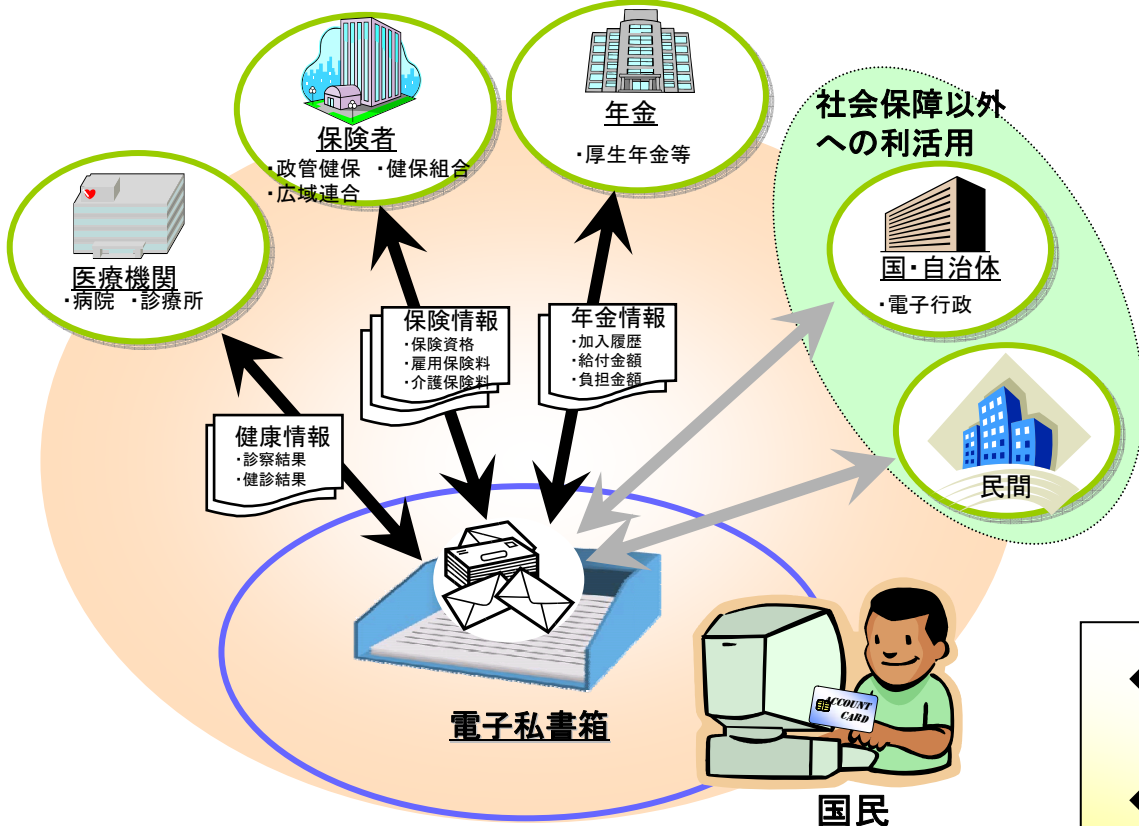 社会保障以外
への利活用
保険者
・政管健保 ・健保組合
・広域連合
年金
・厚生年金等
医療機関
・病院 ・診療所
国・自治体
・電子行政
民間
保険情報
・保険資格
・雇用保険料
・介護保険料
年金情報
・加入履歴
・給付金額
・負担金額
健康情報
・診察結果
・健診結果
電子私書箱
ACCOUNT
CARD
国民